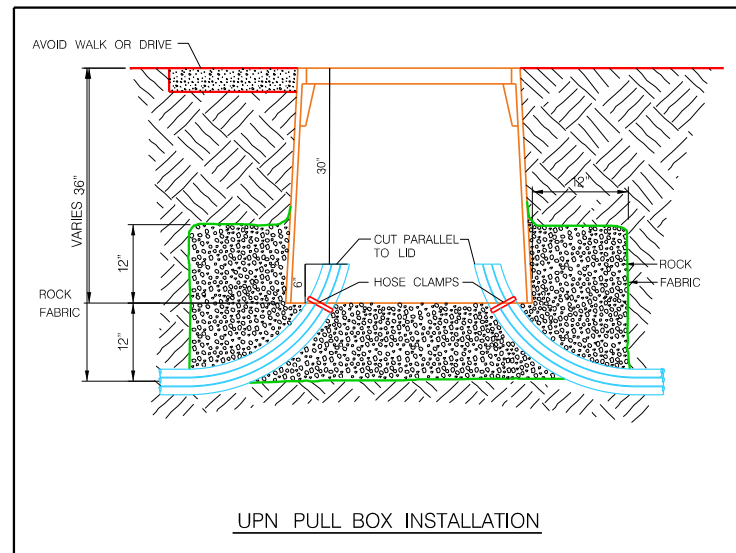 AVOID WALK OR DRIVE
VARIES 36"
30"
12"
12"
CUT PARALLEL
TO LID
6"
HOSE CLAMPS
12"
ROCK
FABRIC
ROCK
FABRIC
12"
UPN PULL BOX INSTALLATION